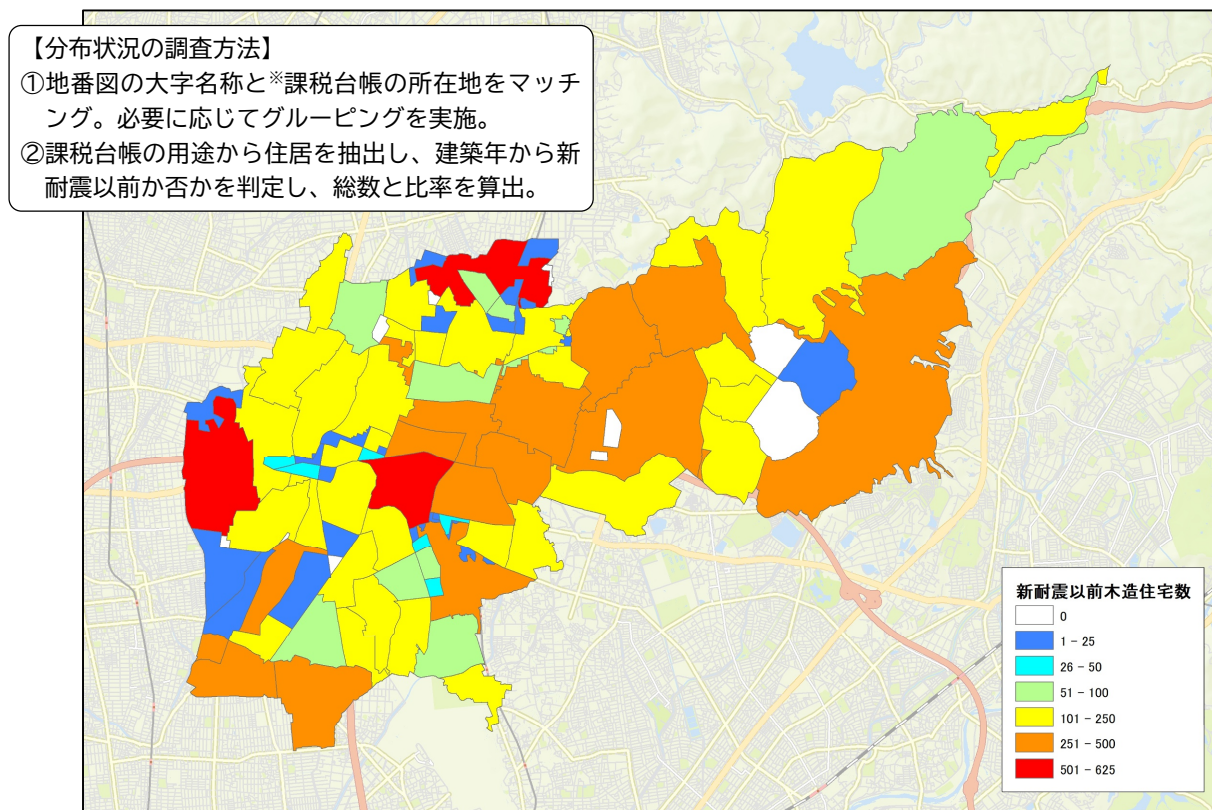 【分布状況の調査方法】
①地番図の大字名称と※課税台帳の所在地をマッチ
ング。必要に応じてグルーピングを実施。
②課税台帳の用途から住居を抽出し、建築年から新
耐震以前か否かを判定し、総数と比率を算出。
新耐震以前木造住宅数
0
1 - 25
26 - 50
51 - 100
101 - 250
251 - 500
501 - 625